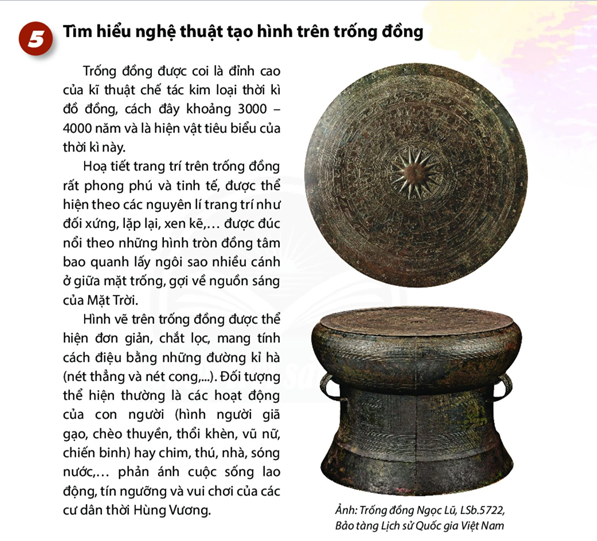 5
Tìm hiểu nghệ thuật tạo hình trên trống đồng
Trống đồng được coi là đỉnh cao
của kĩ thuật chế tác kim loại thời kì
đồ đồng, cách đây khoảng 3000 –
4000 năm và là hiện vật tiêu biểu của
thời kì này.
Hoạ tiết trang trí trên trống đồng
rất phong phú và tinh tế, được thể
hiện theo các nguyên lí trang trí như
đối xứng, lặp lại, xen kẽ,... được đúc
nổi theo những hình tròn đồng tâm
bao quanh lấy ngôi sao nhiều cánh
ở giữa mặt trống, gợi về nguồn sáng
của Mặt Trời.
Hình vẽ trên trống đồng được thể
hiện đơn giản, chắt lọc, mang tính
cách điệu bằng những đường kỉ hà
(nét thẳng và nét cong,...). Đối tượng
thể hiện thường là các hoạt động
của con người (hình người giã
gạo, chèo thuyền, thổi khèn, vũ nữ,
chiến binh) hay chim, thú, nhà, sóng
nước,... phản ánh cuộc sống lao
động, tín ngưỡng và vui chơi của các
cư dân thời Hùng Vương.
Ảnh: Trống đồng Ngọc Lũ, LSb.5722,
Bảo tàng Lịch sử Quốc gia Việt Nam